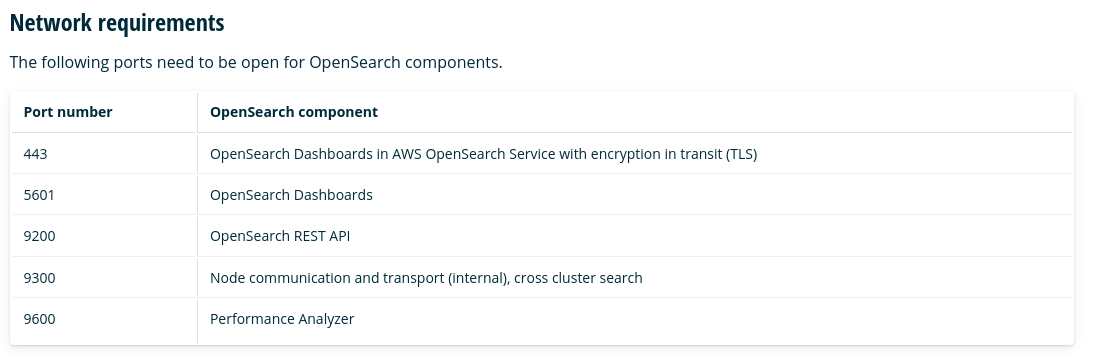 Network requirements
The following ports need to be open for OpenSearch components.
Port number OpenSearch component
443 OpenSearch Dashboards in AWS OpenSearch Service with encryption in transit (TLS)
5601 OpenSearch Dashboards
9200 OpenSearch REST API
9300 Node communication and transport (internal), cross cluster search
9600 Performance Analyzer